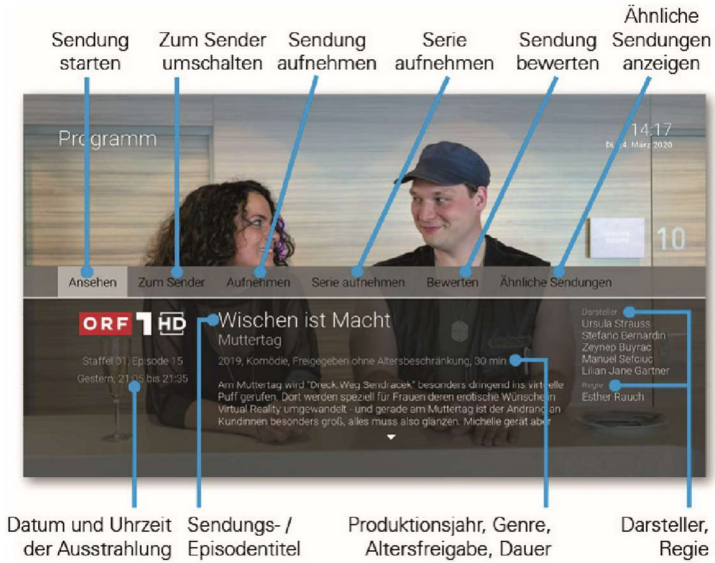 Ähnliche
Sendung Zum Sender Sendung Serie Sendung Sendungen
starten umschalten aufnehmen aufnehmen bewerten anzeigen
Programm
14:17
März 2020
10
Ansehen Zum Sender Aufnehmen Serie aufnehmen Bewerten Ähnliche Sendungen
ORF 1 HD
Staffel 01, Episode 15
Gestern, 21:05 bis 21:35
Wischen ist Macht
Muttertag
2019, Komödie, Freigegeben ohne Altersbeschränkung, 30 min
Am Muttertag wird "Dreck.Weg Sendracek" besonders dringend ins virtuelle
Puff gerufen. Dort werden speziell für Frauen deren erotische Wünsche in
Virtual Reality umgewandelt - und gerade am Muttertag ist der Andrang an
Kundinnen besonders groß, alles muss also glänzen. Michelle gerät aber
Darsteller
Ursula Strauss
Stefano Bernardin
Zeynep Buyraç
Manuel Sefciuc
Lilian Jane Gartner
Regie
Esther Rauch
Datum und Uhrzeit Sendungs- / Produktionsjahr, Genre, Darsteller,
der Ausstrahlung Episodentitel Altersfreigabe, Dauer Regie